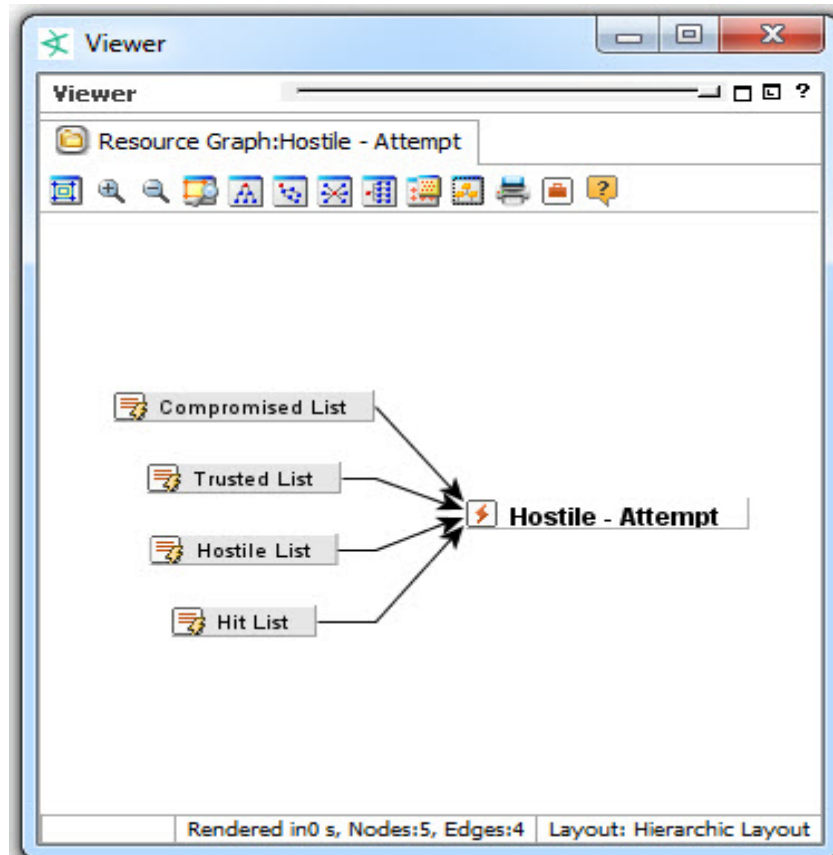 Viewer
Viewer ?
Resource Graph:Hostile - Attempt
?
Compromised List
Trusted List
Hostile - Attempt
Hostile List
Hit List
Rendered in0 s, Nodes:5, Edges:4 Layout: Hierarchic Layout